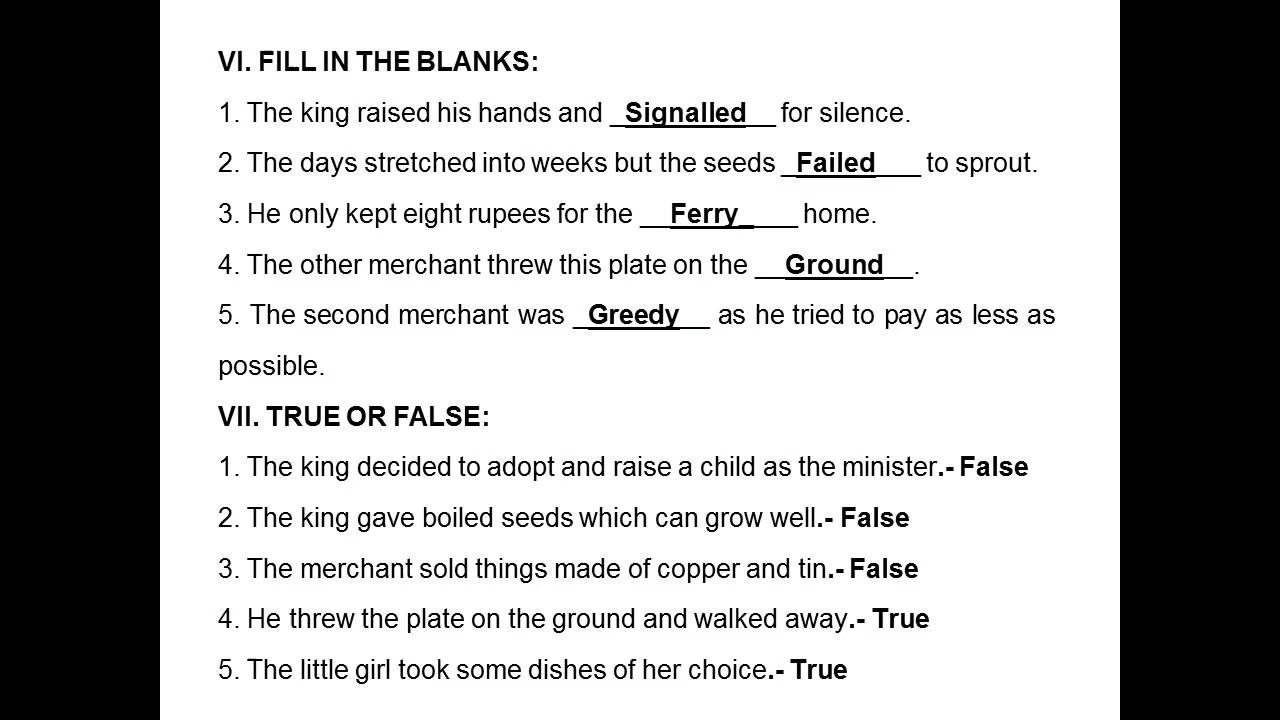 VI. FILL IN THE BLANKS:
1. The king raised his hands and _Signalled__ for silence.
2. The days stretched into weeks but the seeds _Failed___ to sprout.
3. He only kept eight rupees for the __Ferry____ home.
4. The other merchant threw this plate on the __Ground__.
5. The second merchant was _Greedy__ as he tried to pay as less as
possible.
VII. TRUE OR FALSE:
1. The king decided to adopt and raise a child as the minister.- False
2. The king gave boiled seeds which can grow well.- False
3. The merchant sold things made of copper and tin.- False
4. He threw the plate on the ground and walked away.- True
5. The little girl took some dishes of her choice.- True